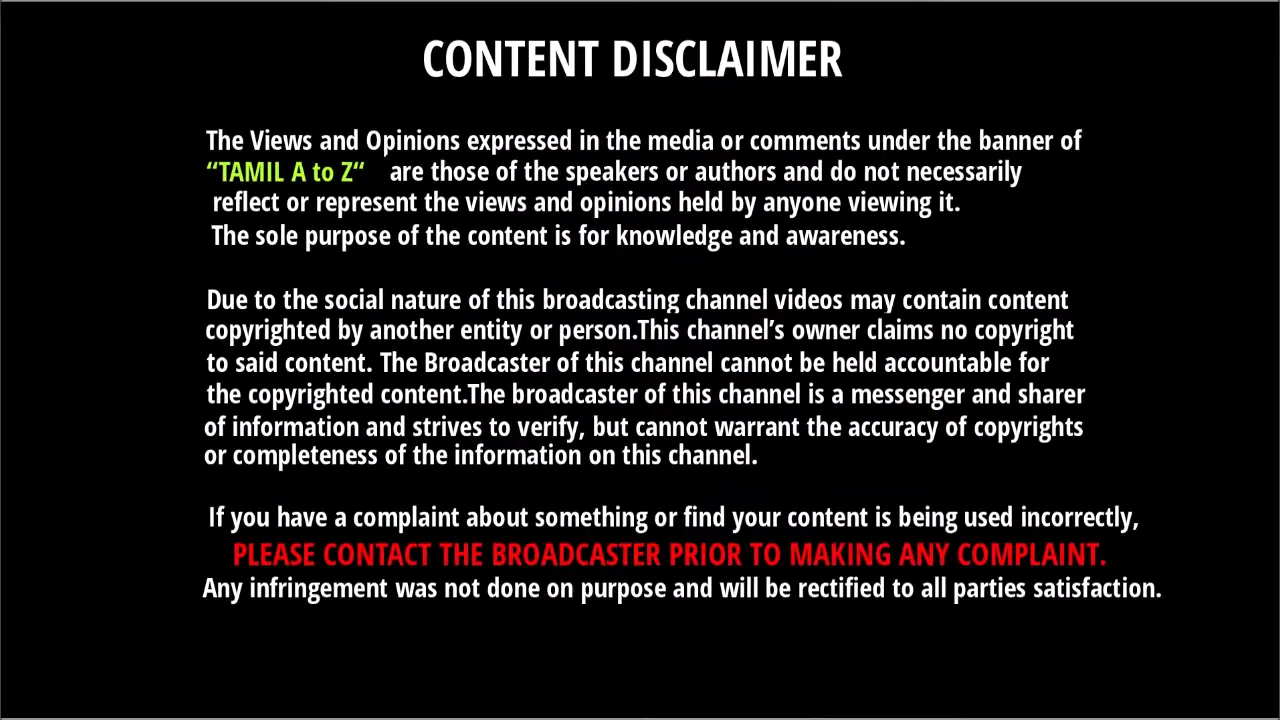 CONTENT DISCLAIMER
The Views and Opinions expressed in the media or comments under the banner of
“TAMIL A to Z“ are those of the speakers or authors and do not necessarily
reflect or represent the views and opinions held by anyone viewing it.
The sole purpose of the content is for knowledge and awareness.
Due to the social nature of this broadcasting channel videos may contain content
copyrighted by another entity or person.This channel’s owner claims no copyright
to said content. The Broadcaster of this channel cannot be held accountable for
the copyrighted content.The broadcaster of this channel is a messenger and sharer
of information and strives to verify, but cannot warrant the accuracy of copyrights
or completeness of the information on this channel.
If you have a complaint about something or find your content is being used incorrectly,
PLEASE CONTACT THE BROADCASTER PRIOR TO MAKING ANY COMPLAINT.
Any infringement was not done on purpose and will be rectified to all parties satisfaction.